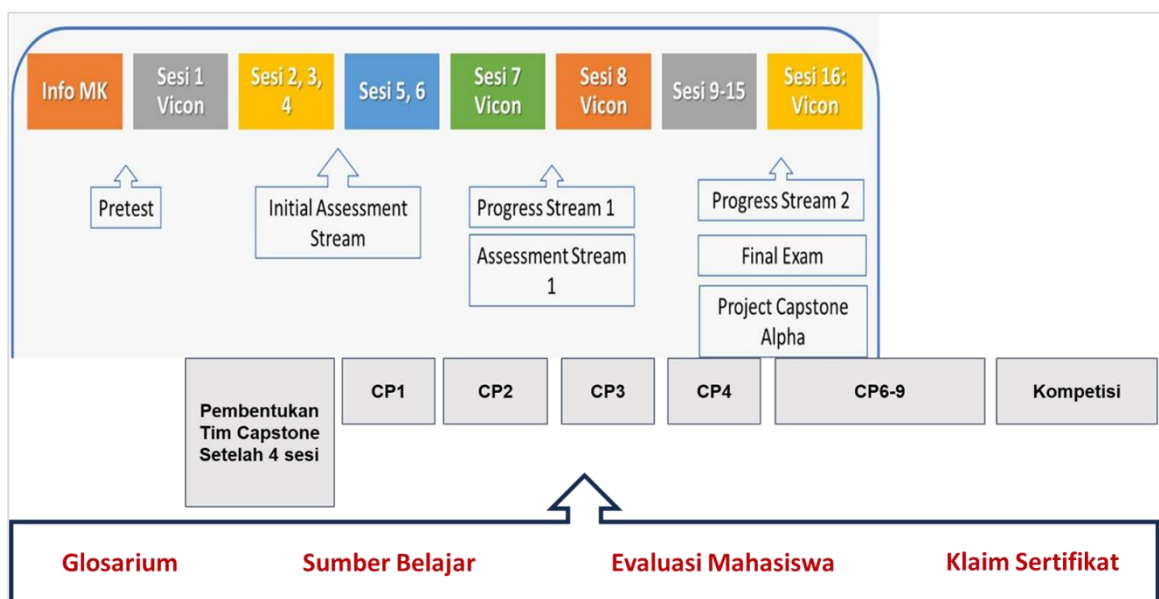 Info MK
Sesi 1
Vicon
Sesi 2, 3,
4
Sesi 5, 6
Sesi 7
Vicon
Sesi 8
Vicon
Sesi 9-15
Sesi 16:
Vicon
Pretest
Initial Assessment
Stream
Progress Stream 1
Assessment Stream
1
Progress Stream 2
Final Exam
Project Capstone
Alpha
Pembentukan
Tim Capstone
Setelah 4 sesi
CP1
CP2
CP3
CP4
CP6-9
Kompetisi
Glosarium
Sumber Belajar
Evaluasi Mahasiswa
Klaim Sertifikat